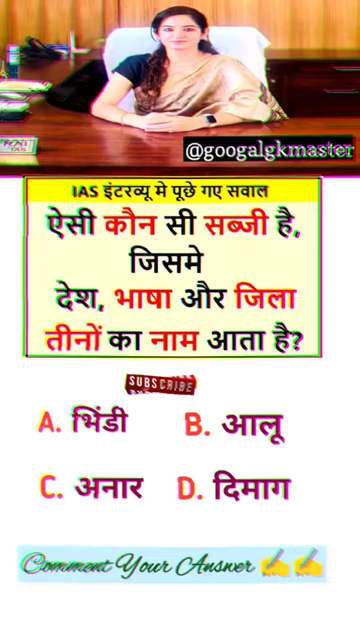 @googalgkmaster
IAS इंटरव्यू मे पूछे गए सवाल
ऐसी कौन सी सब्जी है,
जिसमे
देश, भाषा और जिला
तीनों का नाम आता है?
SUBSCRIBE
A. भिंडी B. आलू
C. अनार D. दिमाग
Comment Your Answer ✍️✍️